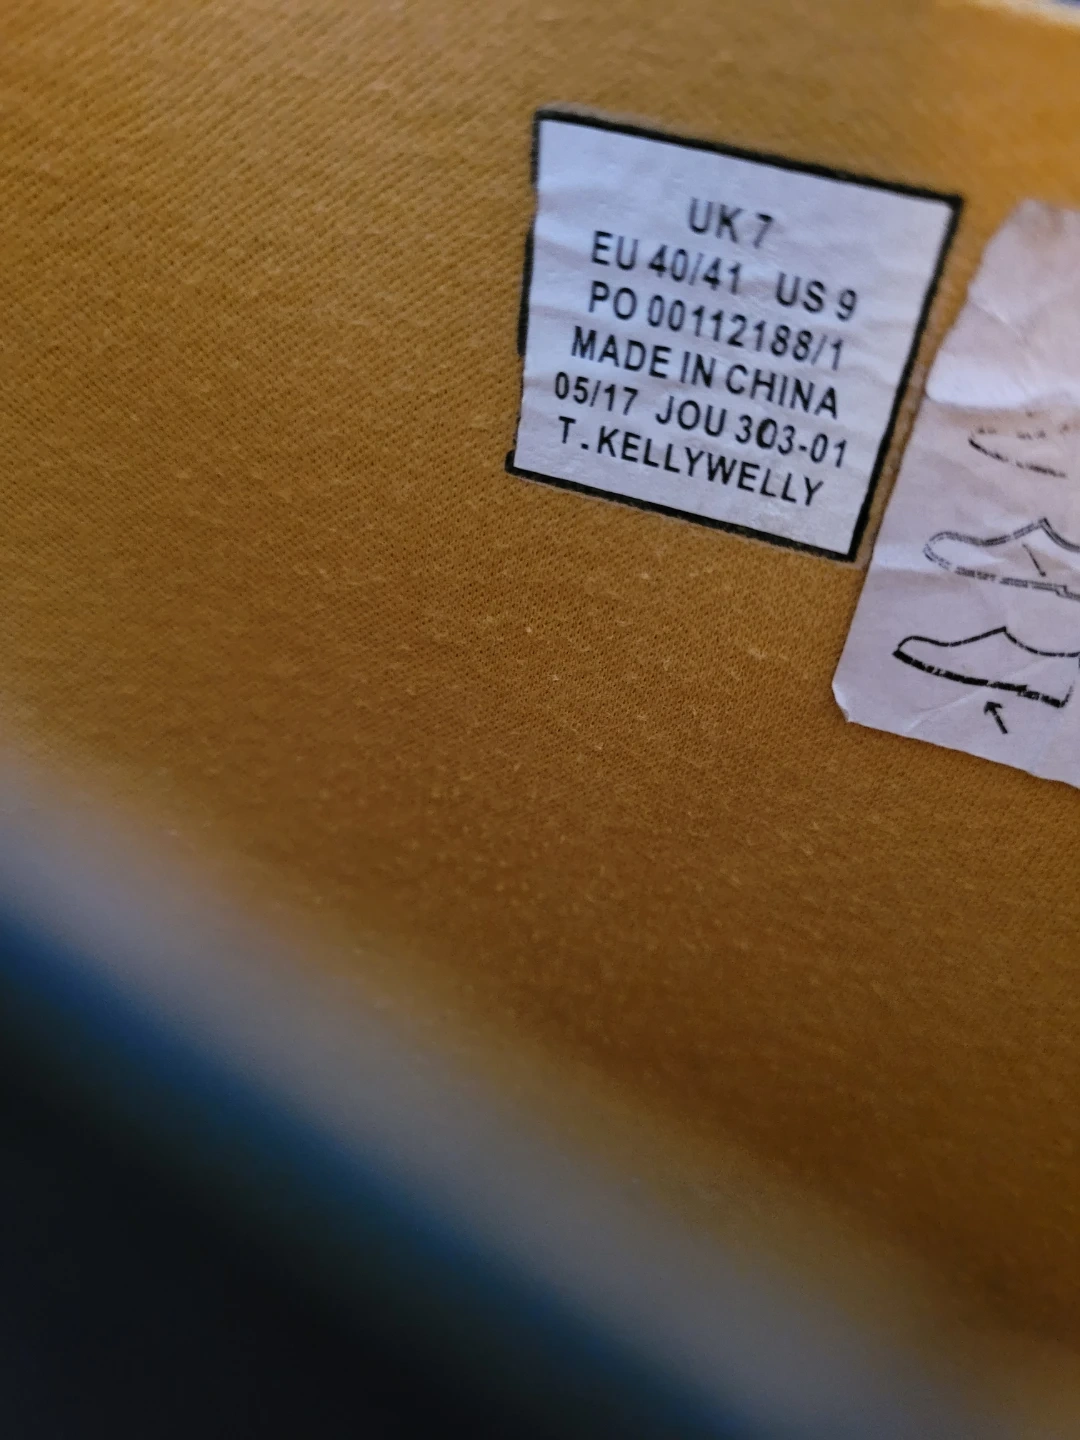 UK 7
EU 40/41 US 9
PO 00112188/1
MADE IN CHINA
05/17 JOU 303-01
T.KELLYWELLY